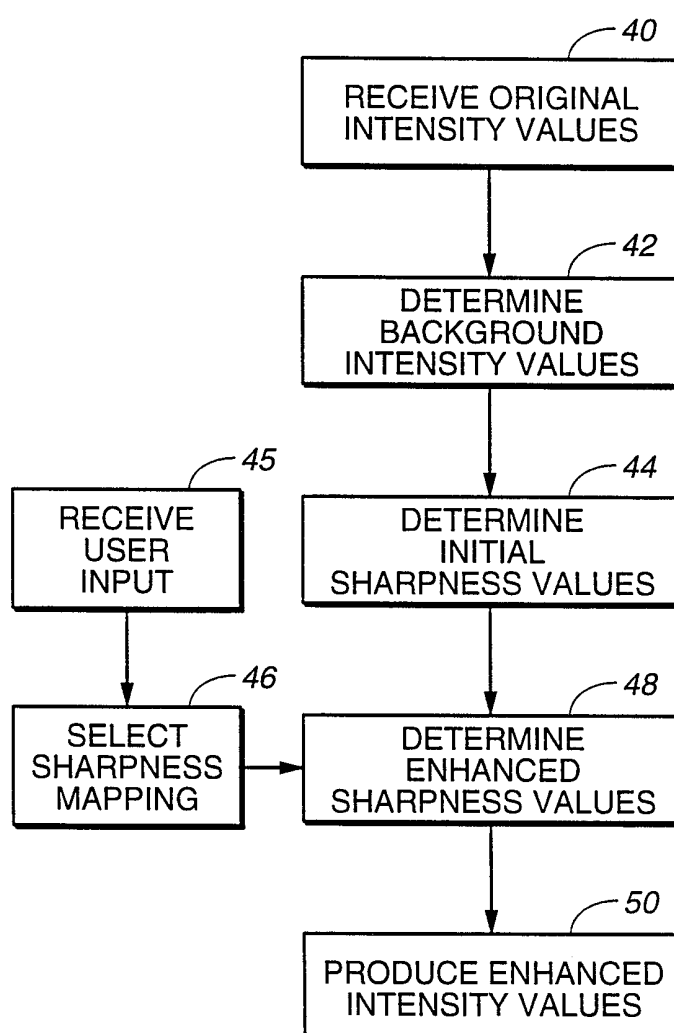 40
RECEIVE ORIGINAL
INTENSITY VALUES
42
DETERMINE
BACKGROUND
INTENSITY VALUES
45
RECEIVE
USER
INPUT
44
DETERMINE
INITIAL
SHARPNESS VALUES
46
SELECT
SHARPNESS
MAPPING
48
DETERMINE
ENHANCED
SHARPNESS VALUES
50
PRODUCE ENHANCED
INTENSITY VALUES